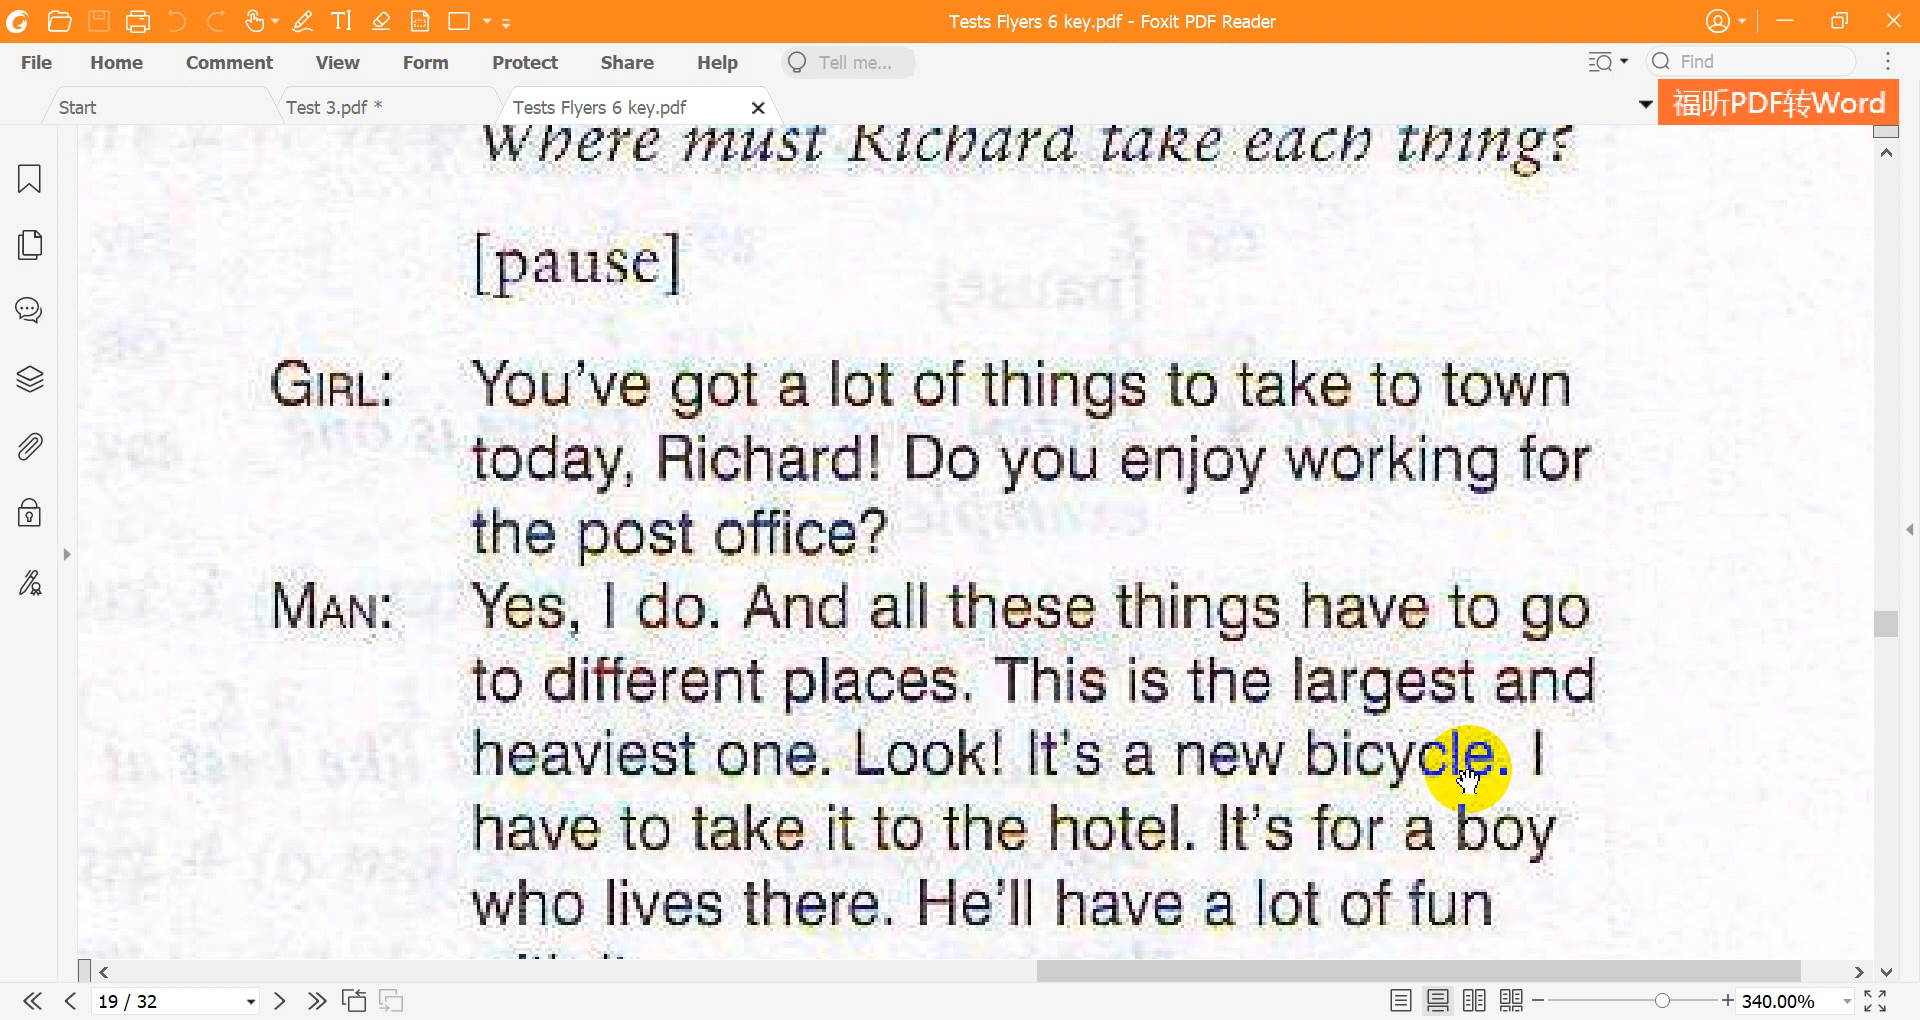 Tests Flyers 6 key.pdf - Foxit PDF Reader
File Home Comment View Form Protect Share Help Tell me... Find
Start Test 3.pdf * Tests Flyers 6 key.pdf 福昕PDF转Word
Where must Richard take each thing?
[pause]
GIRL: You've got a lot of things to take to town
today, Richard! Do you enjoy working for
the post office?
MAN: Yes, I do. And all these things have to go
to different places. This is the largest and
heaviest one. Look! It's a new bicycle. I
have to take it to the hotel. It's for a boy
who lives there. He'll have a lot of fun
19 / 32 340.00%